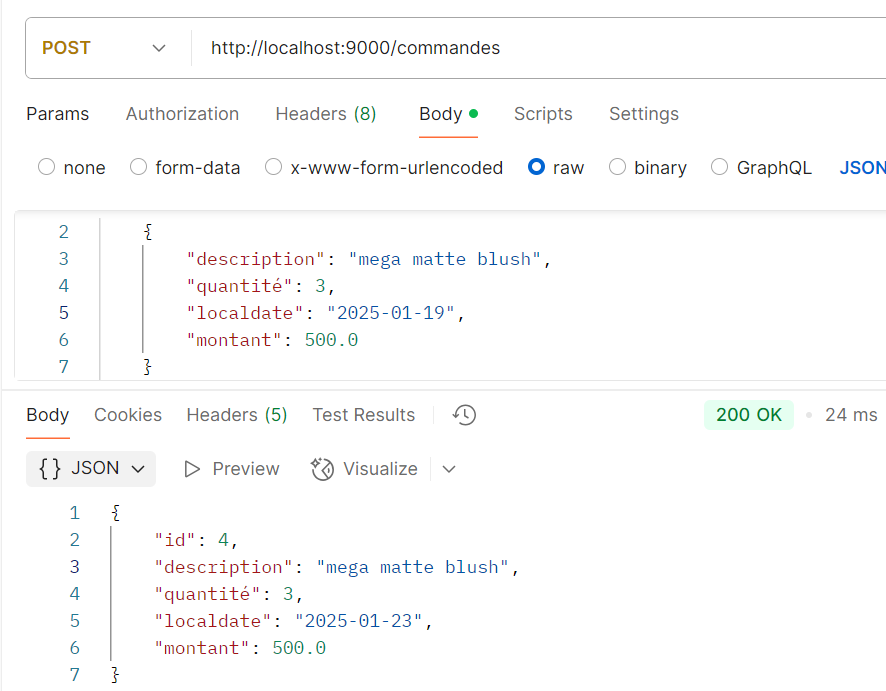 POST http://localhost:9000/commandes
Params Authorization Headers (8) Body Scripts Settings
none form-data x-www-form-urlencoded raw binary GraphQL JSON
2 {
3 "description": "mega matte blush",
4 "quantité": 3,
5 "localdate": "2025-01-19",
6 "montant": 500.0
7 }
Body Cookies Headers (5) Test Results 200 OK 24 ms
{} JSON Preview Visualize
1 {
2 "id": 4,
3 "description": "mega matte blush",
4 "quantité": 3,
5 "localdate": "2025-01-23",
6 "montant": 500.0
7 }